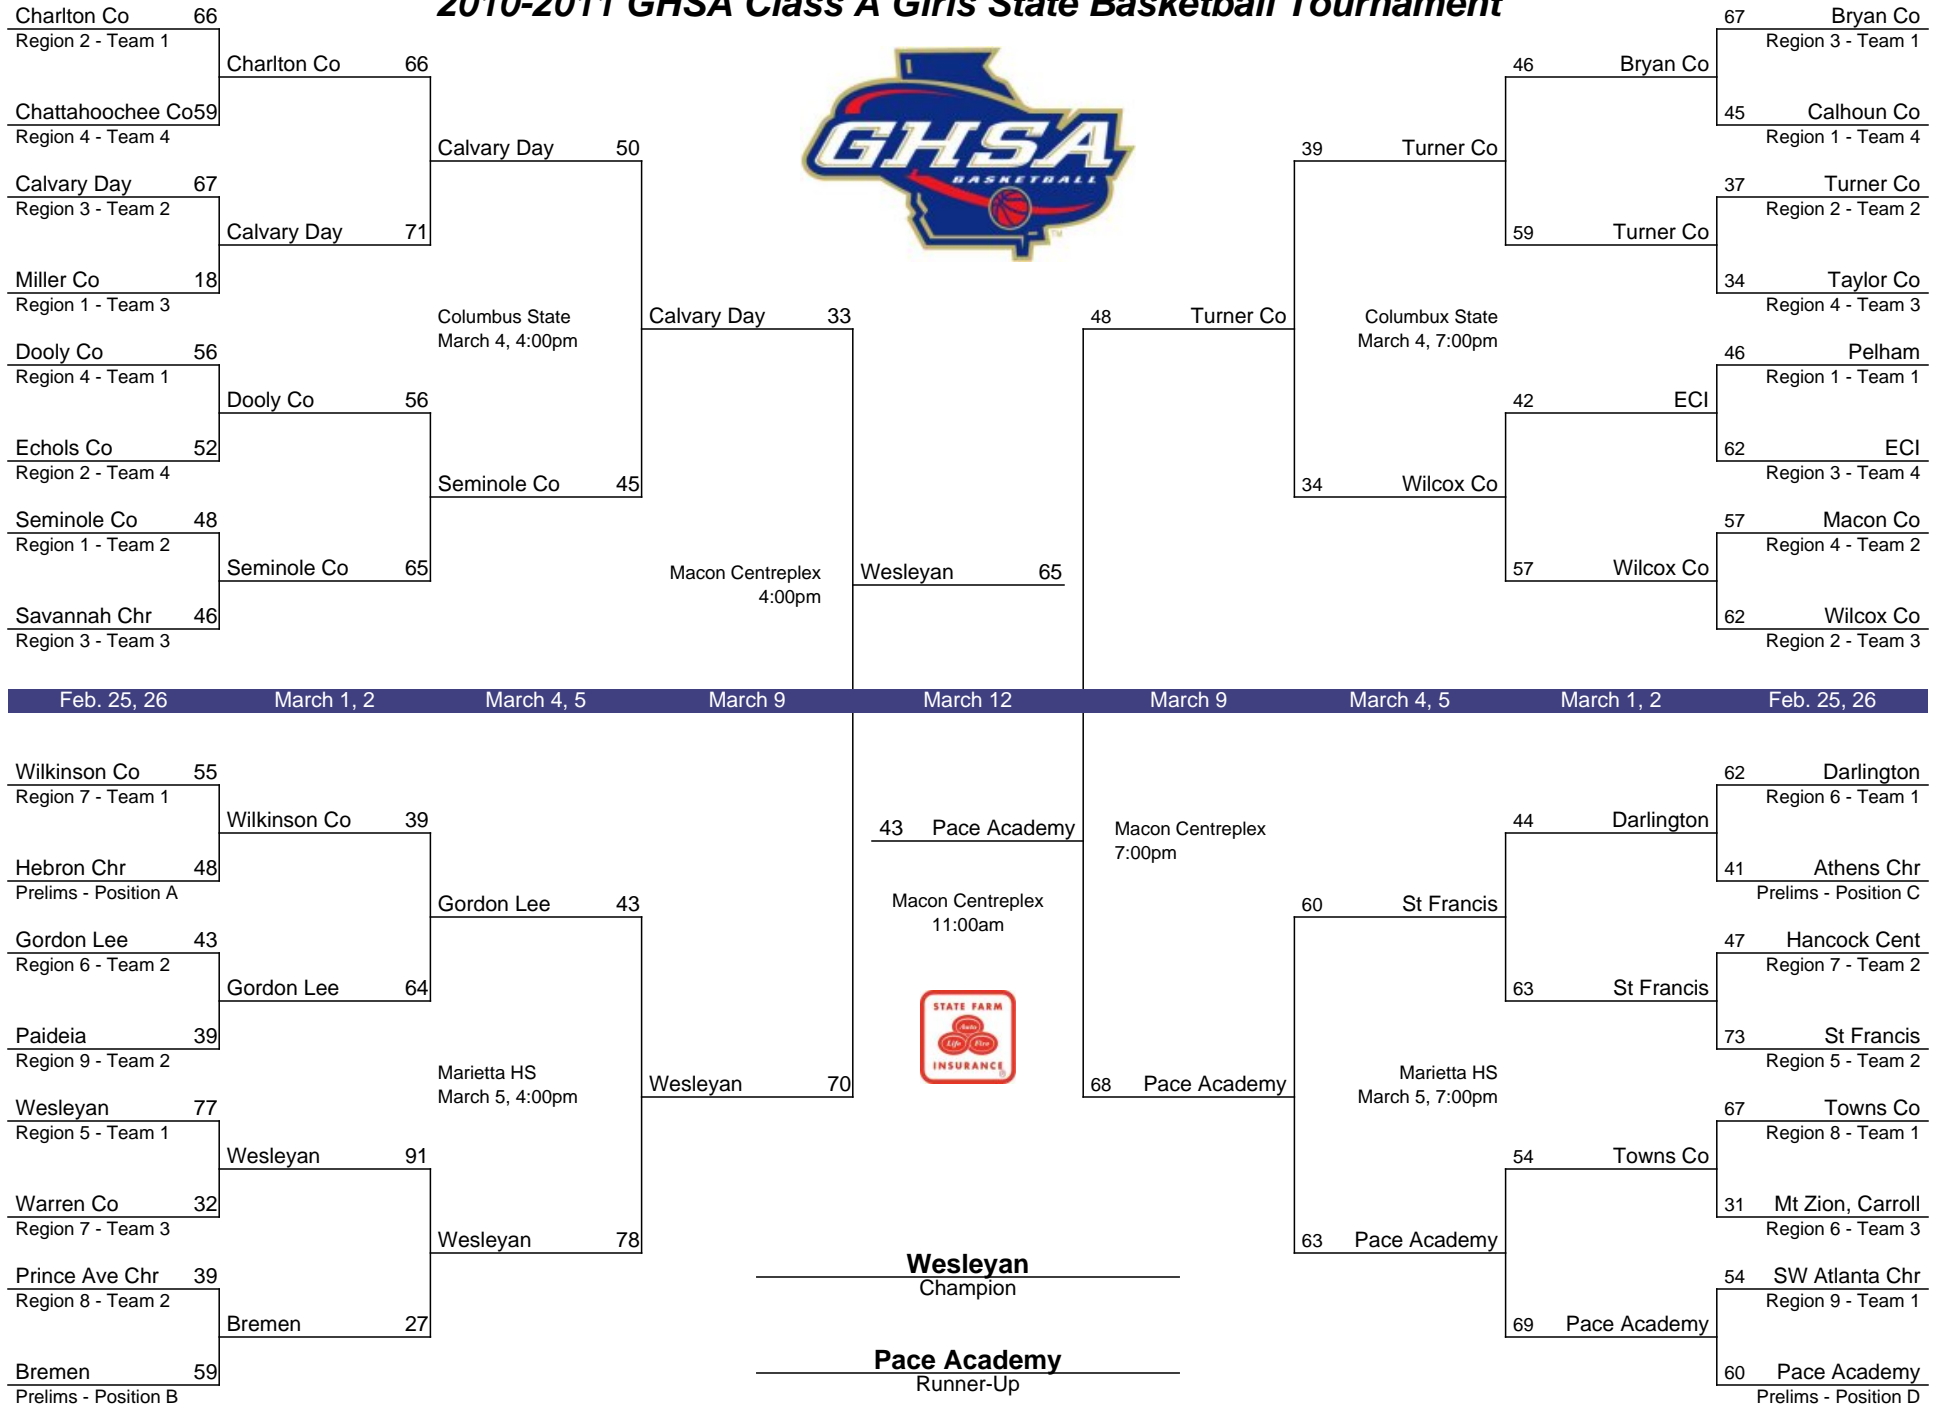 2010-2011 GHSA Class A Girls State Basketball Tournament
Charlton Co 66
Region 2 - Team 1
Chattahoochee Co 59
Region 4 - Team 4
Calvary Day 67
Region 3 - Team 2
Miller Co 18
Region 1 - Team 3
Dooly Co 56
Region 4 - Team 1
Echols Co 52
Region 2 - Team 4
Seminole Co 48
Region 1 - Team 2
Savannah Chr 46
Region 3 - Team 3
Charlton Co 66
Calvary Day 71
Dooly Co 56
Seminole Co 65
Calvary Day 50
Columbus State
March 4, 4:00pm
Seminole Co 45
Calvary Day 33
Macon Centreplex
4:00pm
GHSA
BASKETBALL
TM
Wesleyan 65
48 Turner Co
39 Turner Co
Columbux State
March 4, 7:00pm
34 Wilcox Co
46 Bryan Co
59 Turner Co
42 ECI
57 Wilcox Co
67 Bryan Co
Region 3 - Team 1
45 Calhoun Co
Region 1 - Team 4
37 Turner Co
Region 2 - Team 2
34 Taylor Co
Region 4 - Team 3
46 Pelham
Region 1 - Team 1
62 ECI
Region 3 - Team 4
57 Macon Co
Region 4 - Team 2
62 Wilcox Co
Region 2 - Team 3
Feb. 25, 26 March 1, 2 March 4, 5 March 9 March 12 March 9 March 4, 5 March 1, 2 Feb. 25, 26
Wilkinson Co 55
Region 7 - Team 1
Hebron Chr 48
Prelims - Position A
Gordon Lee 43
Region 6 - Team 2
Paideia 39
Region 9 - Team 2
Wesleyan 77
Region 5 - Team 1
Warren Co 32
Region 7 - Team 3
Prince Ave Chr 39
Region 8 - Team 2
Bremen 59
Prelims - Position B
Wilkinson Co 39
Gordon Lee 64
Wesleyan 91
Bremen 27
Gordon Lee 43
Marietta HS
March 5, 4:00pm
Wesleyan 78
Wesleyan 70
43 Pace Academy
Macon Centreplex
11:00am
STATE FARM
Auto
Life Fire
INSURANCE
®
Wesleyan
Champion
Pace Academy
Runner-Up
Macon Centreplex
7:00pm
68 Pace Academy
60 St Francis
Marietta HS
March 5, 7:00pm
63 Pace Academy
44 Darlington
63 St Francis
54 Towns Co
69 Pace Academy
62 Darlington
Region 6 - Team 1
41 Athens Chr
Prelims - Position C
47 Hancock Cent
Region 7 - Team 2
73 St Francis
Region 5 - Team 2
67 Towns Co
Region 8 - Team 1
31 Mt Zion, Carroll
Region 6 - Team 3
54 SW Atlanta Chr
Region 9 - Team 1
60 Pace Academy
Prelims - Position D